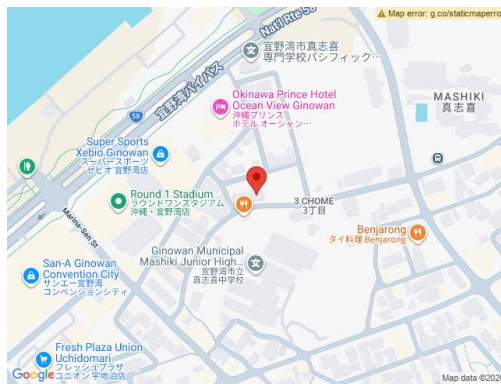 Map error: g.co/staticmaperro
Nat'l Rte 58
宜野湾市真志喜
専門学校パシフィック…
宜野湾バイパス
58
Okinawa Prince Hotel
Ocean View Ginowan
沖縄プリンス
ホテル オーシャン…
MASHIKI
真志喜
Super Sports
Xebio Ginowan
スーパースポーツ
ゼビオ 宜野湾店
Round 1 Stadium
ラウンドワンスタジアム
沖縄・宜野湾店
3 CHOME
3丁目
Marina-Sen St
Benjarong
タイ料理 Benjarong
Ginowan Municipal
Mashiki Junior High...
宜野湾市立
真志喜中学校
San-A Ginowan
Convention City
サンエー宜野湾
コンベンションシティ
Fresh Plaza Union
Uchidomari
フレッシュプラザ
ユニオン 宇地泊店
Google
Map data ©202